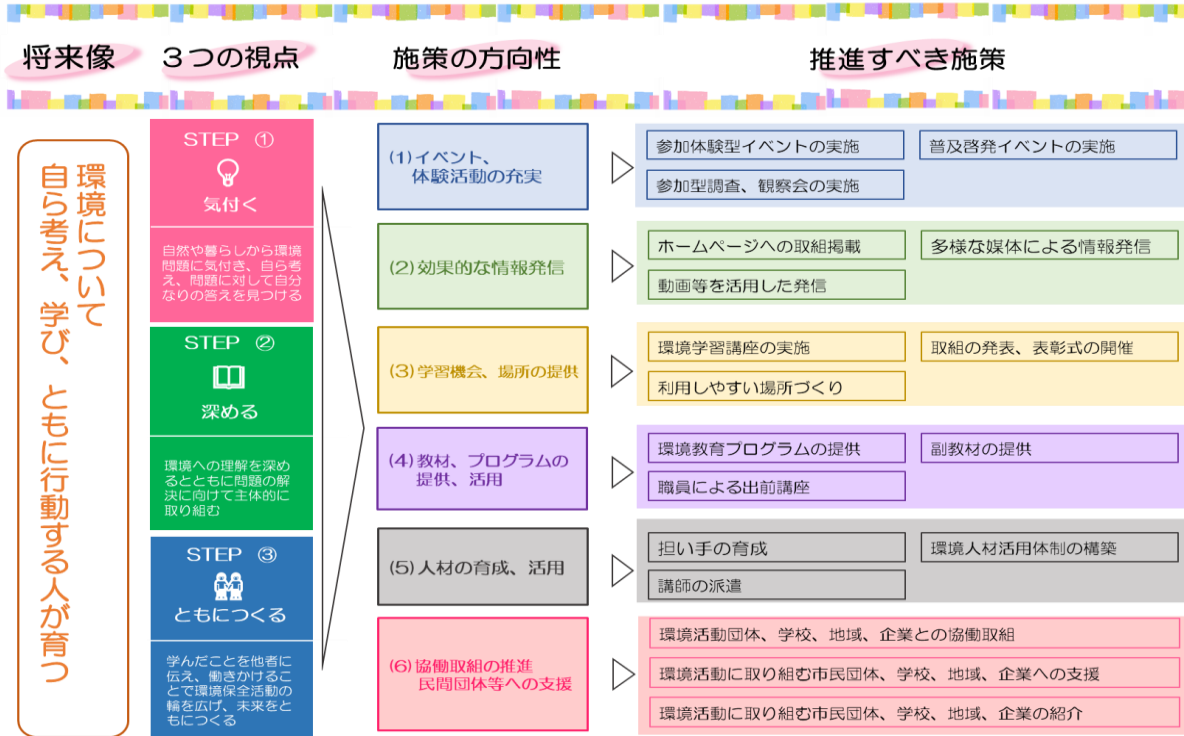 将来像
３つの視点
施策の方向性
推進すべき施策
環境について
自ら考え、学び、ともに行動する人が育つ
STEP ①
気付く
自然や暮らしから環境
問題に気付き、自ら考
え、問題に対して自分
なりの答えを見つける
STEP ②
深める
環境への理解を深め
るとともに問題の解
決に向けて主体的に
取り組む
STEP ③
ともにつくる
学んだことを他者に
伝え、働きかけるこ
とで環境保全活動の
輪を広げ、未来をと
もにつくる
(1)イベント、
体験活動の充実
参加体験型イベントの実施
普及啓発イベントの実施
参加型調査、観察会の実施
(2)効果的な情報発信
ホームページへの取組掲載
多様な媒体による情報発信
動画等を活用した発信
(3)学習機会、場所の提供
環境学習講座の実施
取組の発表、表彰式の開催
利用しやすい場所づくり
(4)教材、プログラムの
提供、活用
環境教育プログラムの提供
副教材の提供
職員による出前講座
(5)人材の育成、活用
担い手の育成
環境人材活用体制の構築
講師の派遣
(6)協働取組の推進
民間団体等への支援
環境活動団体、学校、地域、企業との協働取組
環境活動に取り組む市民団体、学校、地域、企業への支援
環境活動に取り組む市民団体、学校、地域、企業の紹介